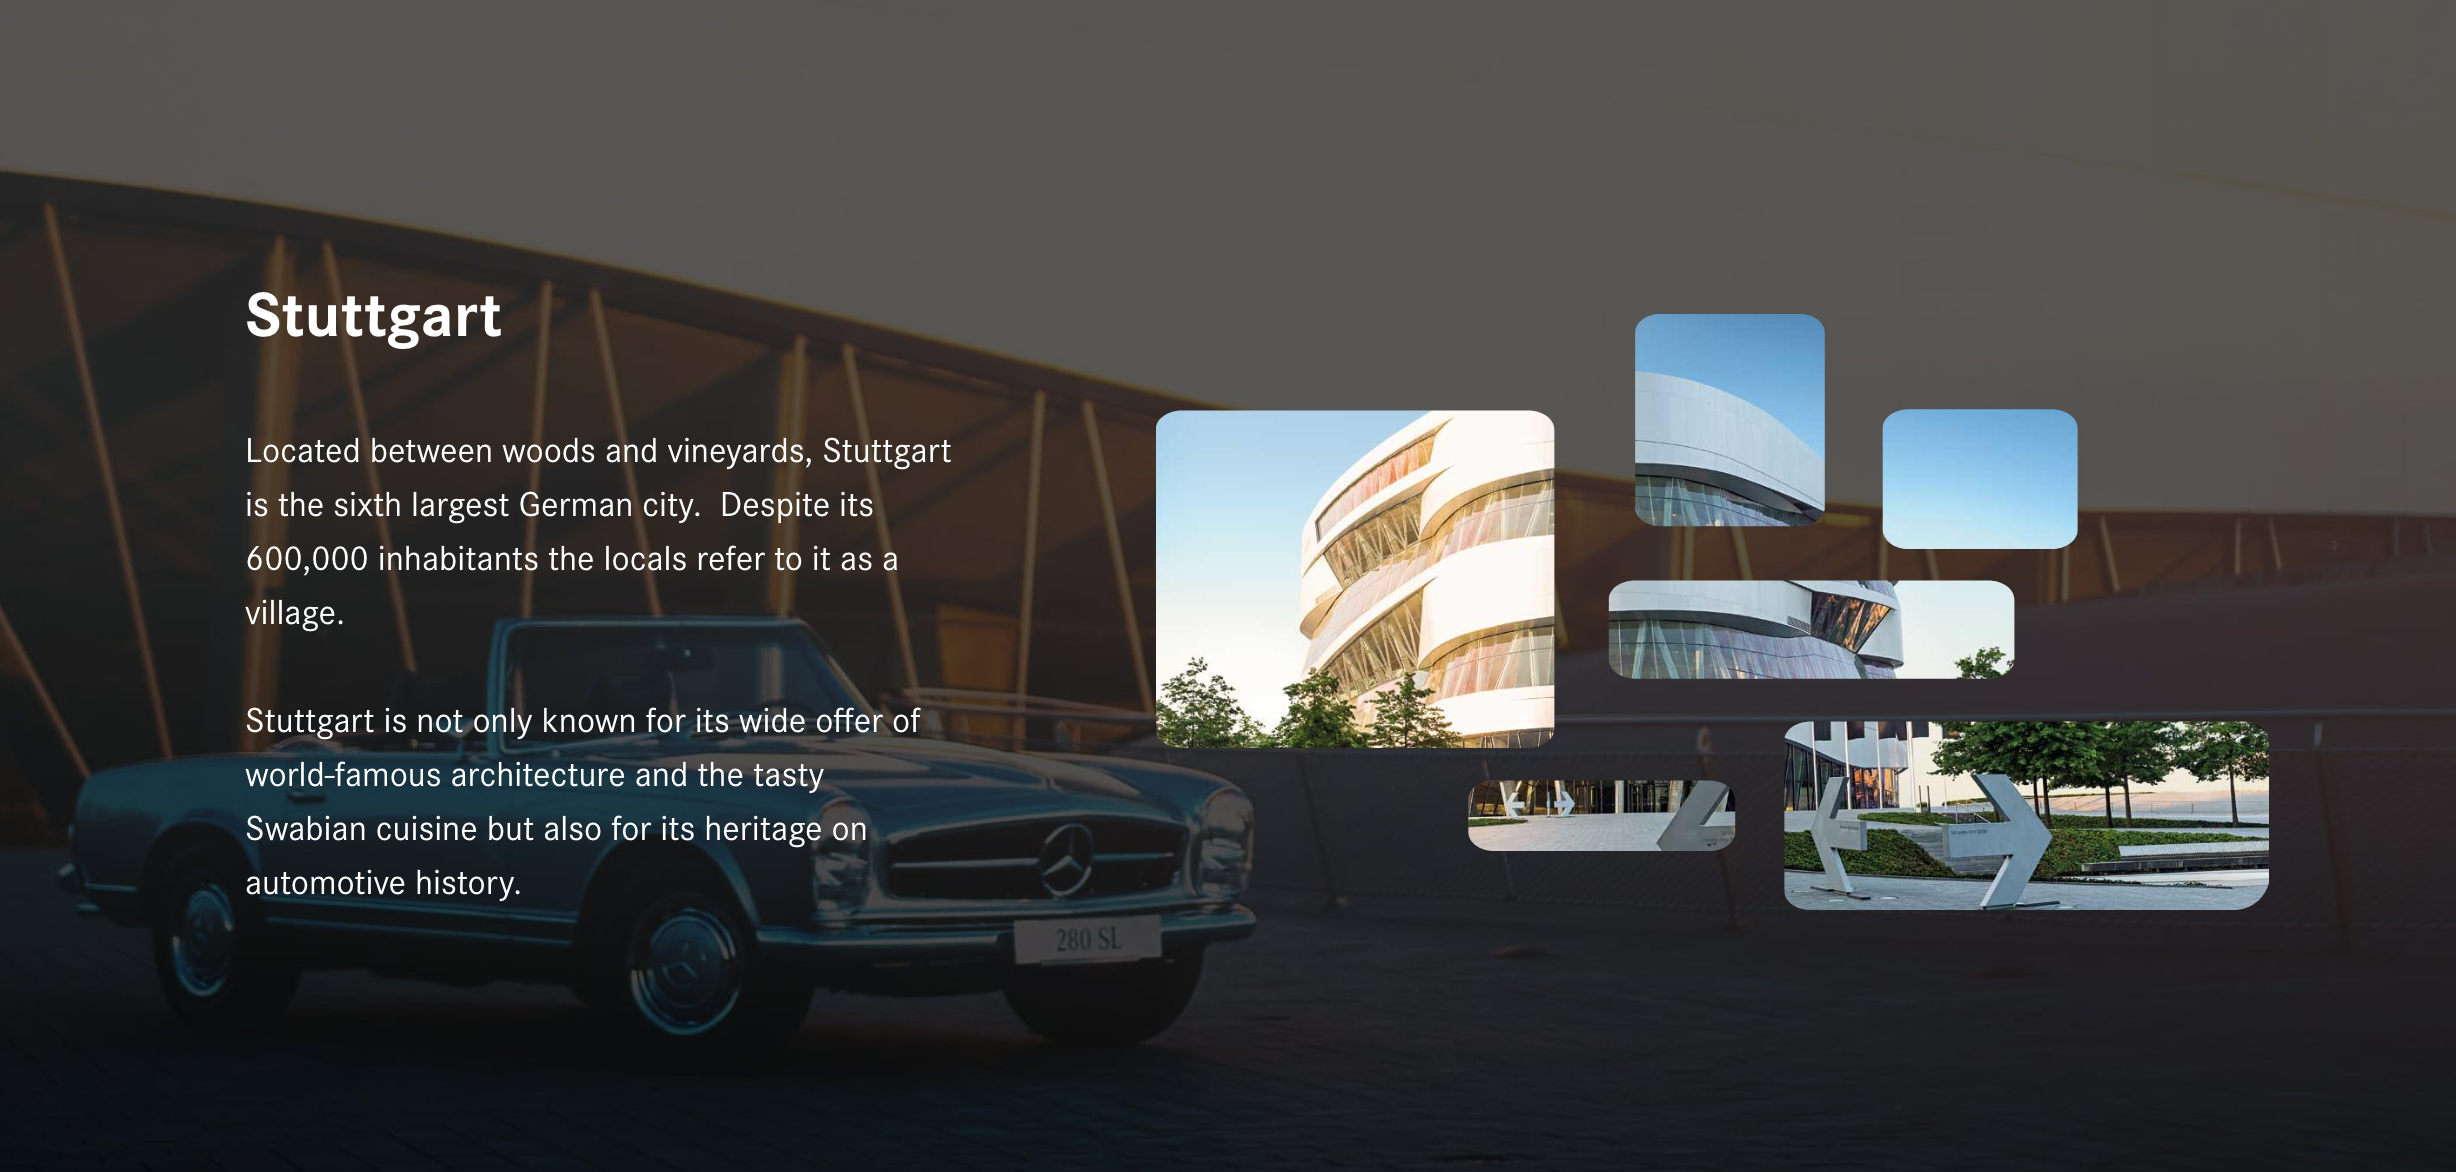 Stuttgart
Located between woods and vineyards, Stuttgart
is the sixth largest German city.  Despite its
600,000 inhabitants the locals refer to it as a
village.
Stuttgart is not only known for its wide offer of
world-famous architecture and the tasty
Swabian cuisine but also for its heritage on
automotive history.
280 SL